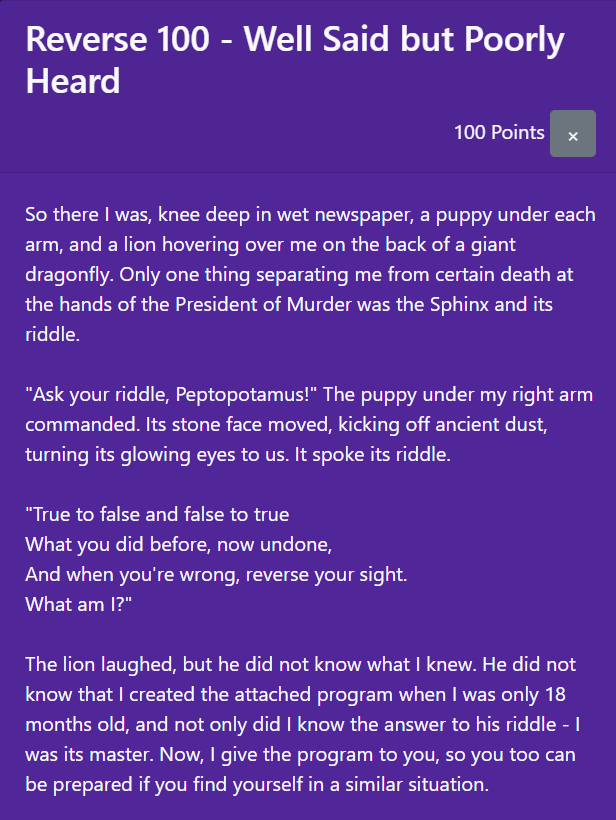 Reverse 100 - Well Said but Poorly
Heard
100 Points ×
So there I was, knee deep in wet newspaper, a puppy under each
arm, and a lion hovering over me on the back of a giant
dragonfly. Only one thing separating me from certain death at
the hands of the President of Murder was the Sphinx and its
riddle.
"Ask your riddle, Peptopotamus!" The puppy under my right arm
commanded. Its stone face moved, kicking off ancient dust,
turning its glowing eyes to us. It spoke its riddle.
"True to false and false to true
What you did before, now undone,
And when you're wrong, reverse your sight.
What am I?"
The lion laughed, but he did not know what I knew. He did not
know that I created the attached program when I was only 18
months old, and not only did I know the answer to his riddle - I
was its master. Now, I give the program to you, so you too can
be prepared if you find yourself in a similar situation.